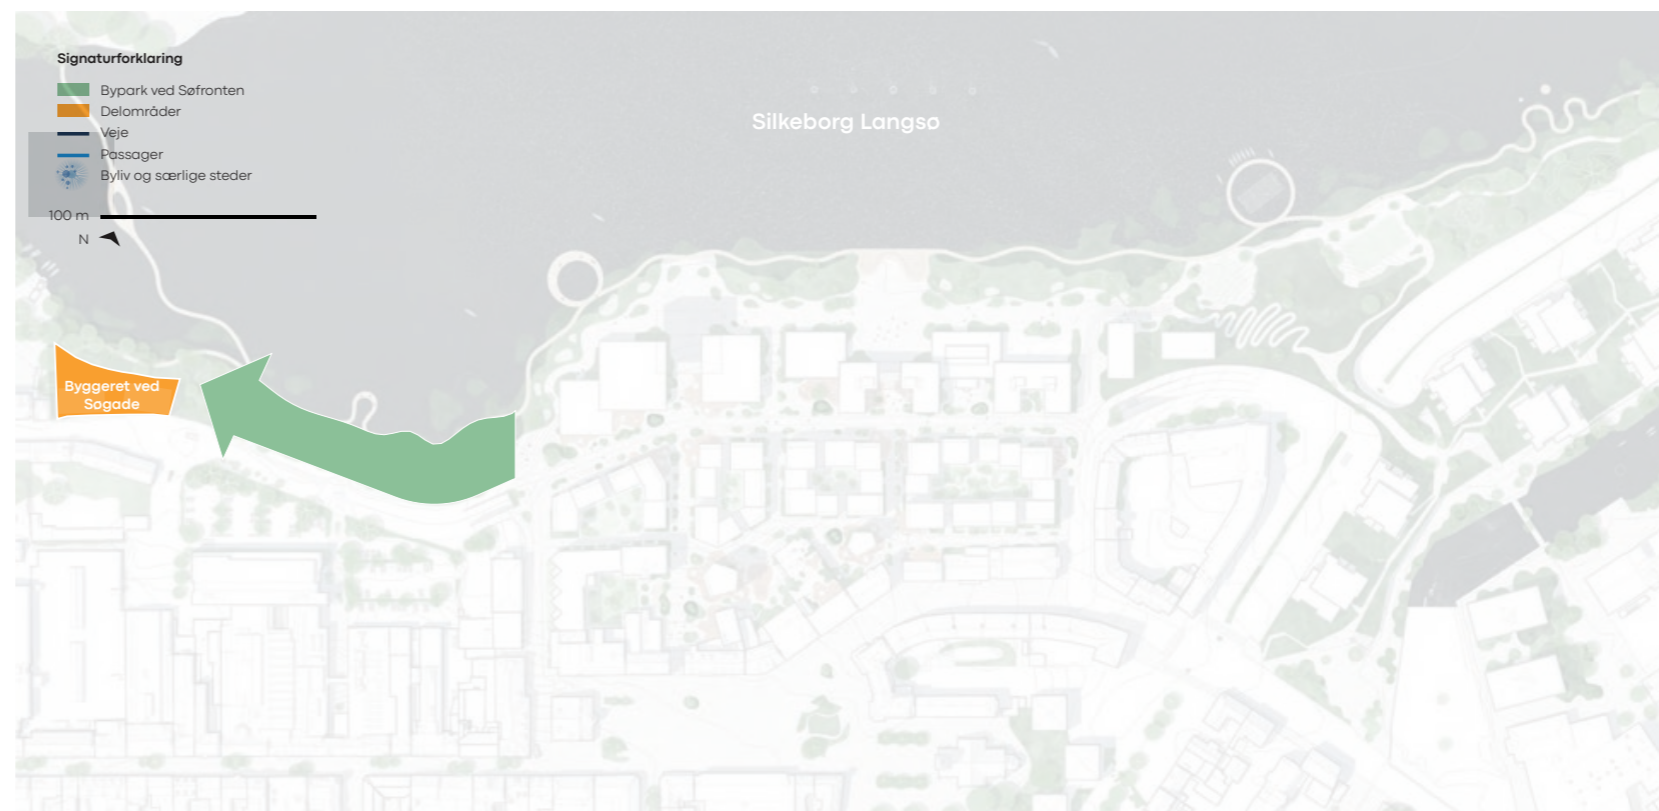 Signaturforklaring
Bypark ved Søfronten
Delområder
Veje
Passager
Byliv og særlige steder
100 m
N
Silkeborg Langsø
Byggeret ved
Søgade